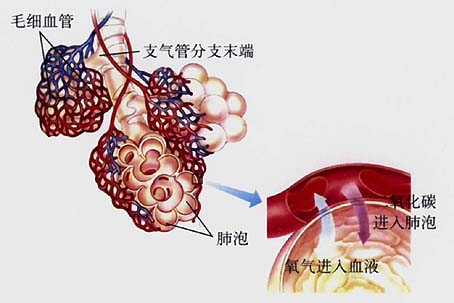 毛细血管
支气管分支末端
肺泡
二氧化碳
进入肺泡
氧气进入血液